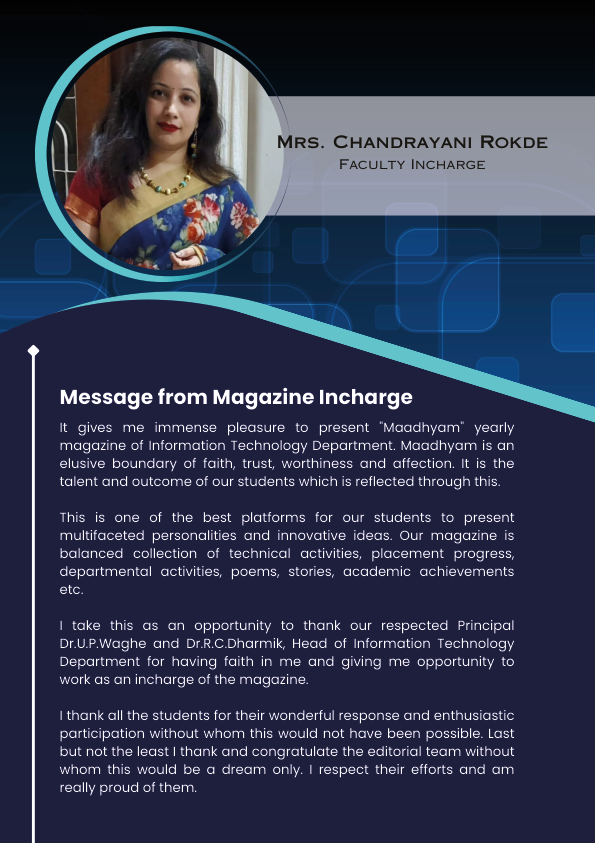 Mrs. Chandrayani Rokde
Faculty Incharge
Message from Magazine Incharge
It gives me immense pleasure to present "Maadhyam" yearly
magazine of Information Technology Department. Maadhyam is an
elusive boundary of faith, trust, worthiness and affection. It is the
talent and outcome of our students which is reflected through this.
This is one of the best platforms for our students to present
multifaceted personalities and innovative ideas. Our magazine is
balanced collection of technical activities, placement progress,
departmental activities, poems, stories, academic achievements
etc.
I take this as an opportunity to thank our respected Principal
Dr.U.P.Waghe and Dr.R.C.Dharmik, Head of Information Technology
Department for having faith in me and giving me opportunity to
work as an incharge of the magazine.
I thank all the students for their wonderful response and enthusiastic
participation without whom this would not have been possible. Last
but not the least I thank and congratulate the editorial team without
whom this would be a dream only. I respect their efforts and am
really proud of them.